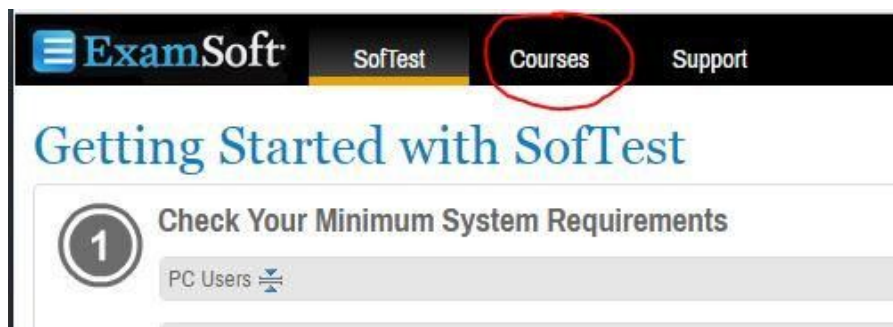 ExamSoft SofTest Courses Support
Getting Started with SofTest
1 Check Your Minimum System Requirements
PC Users